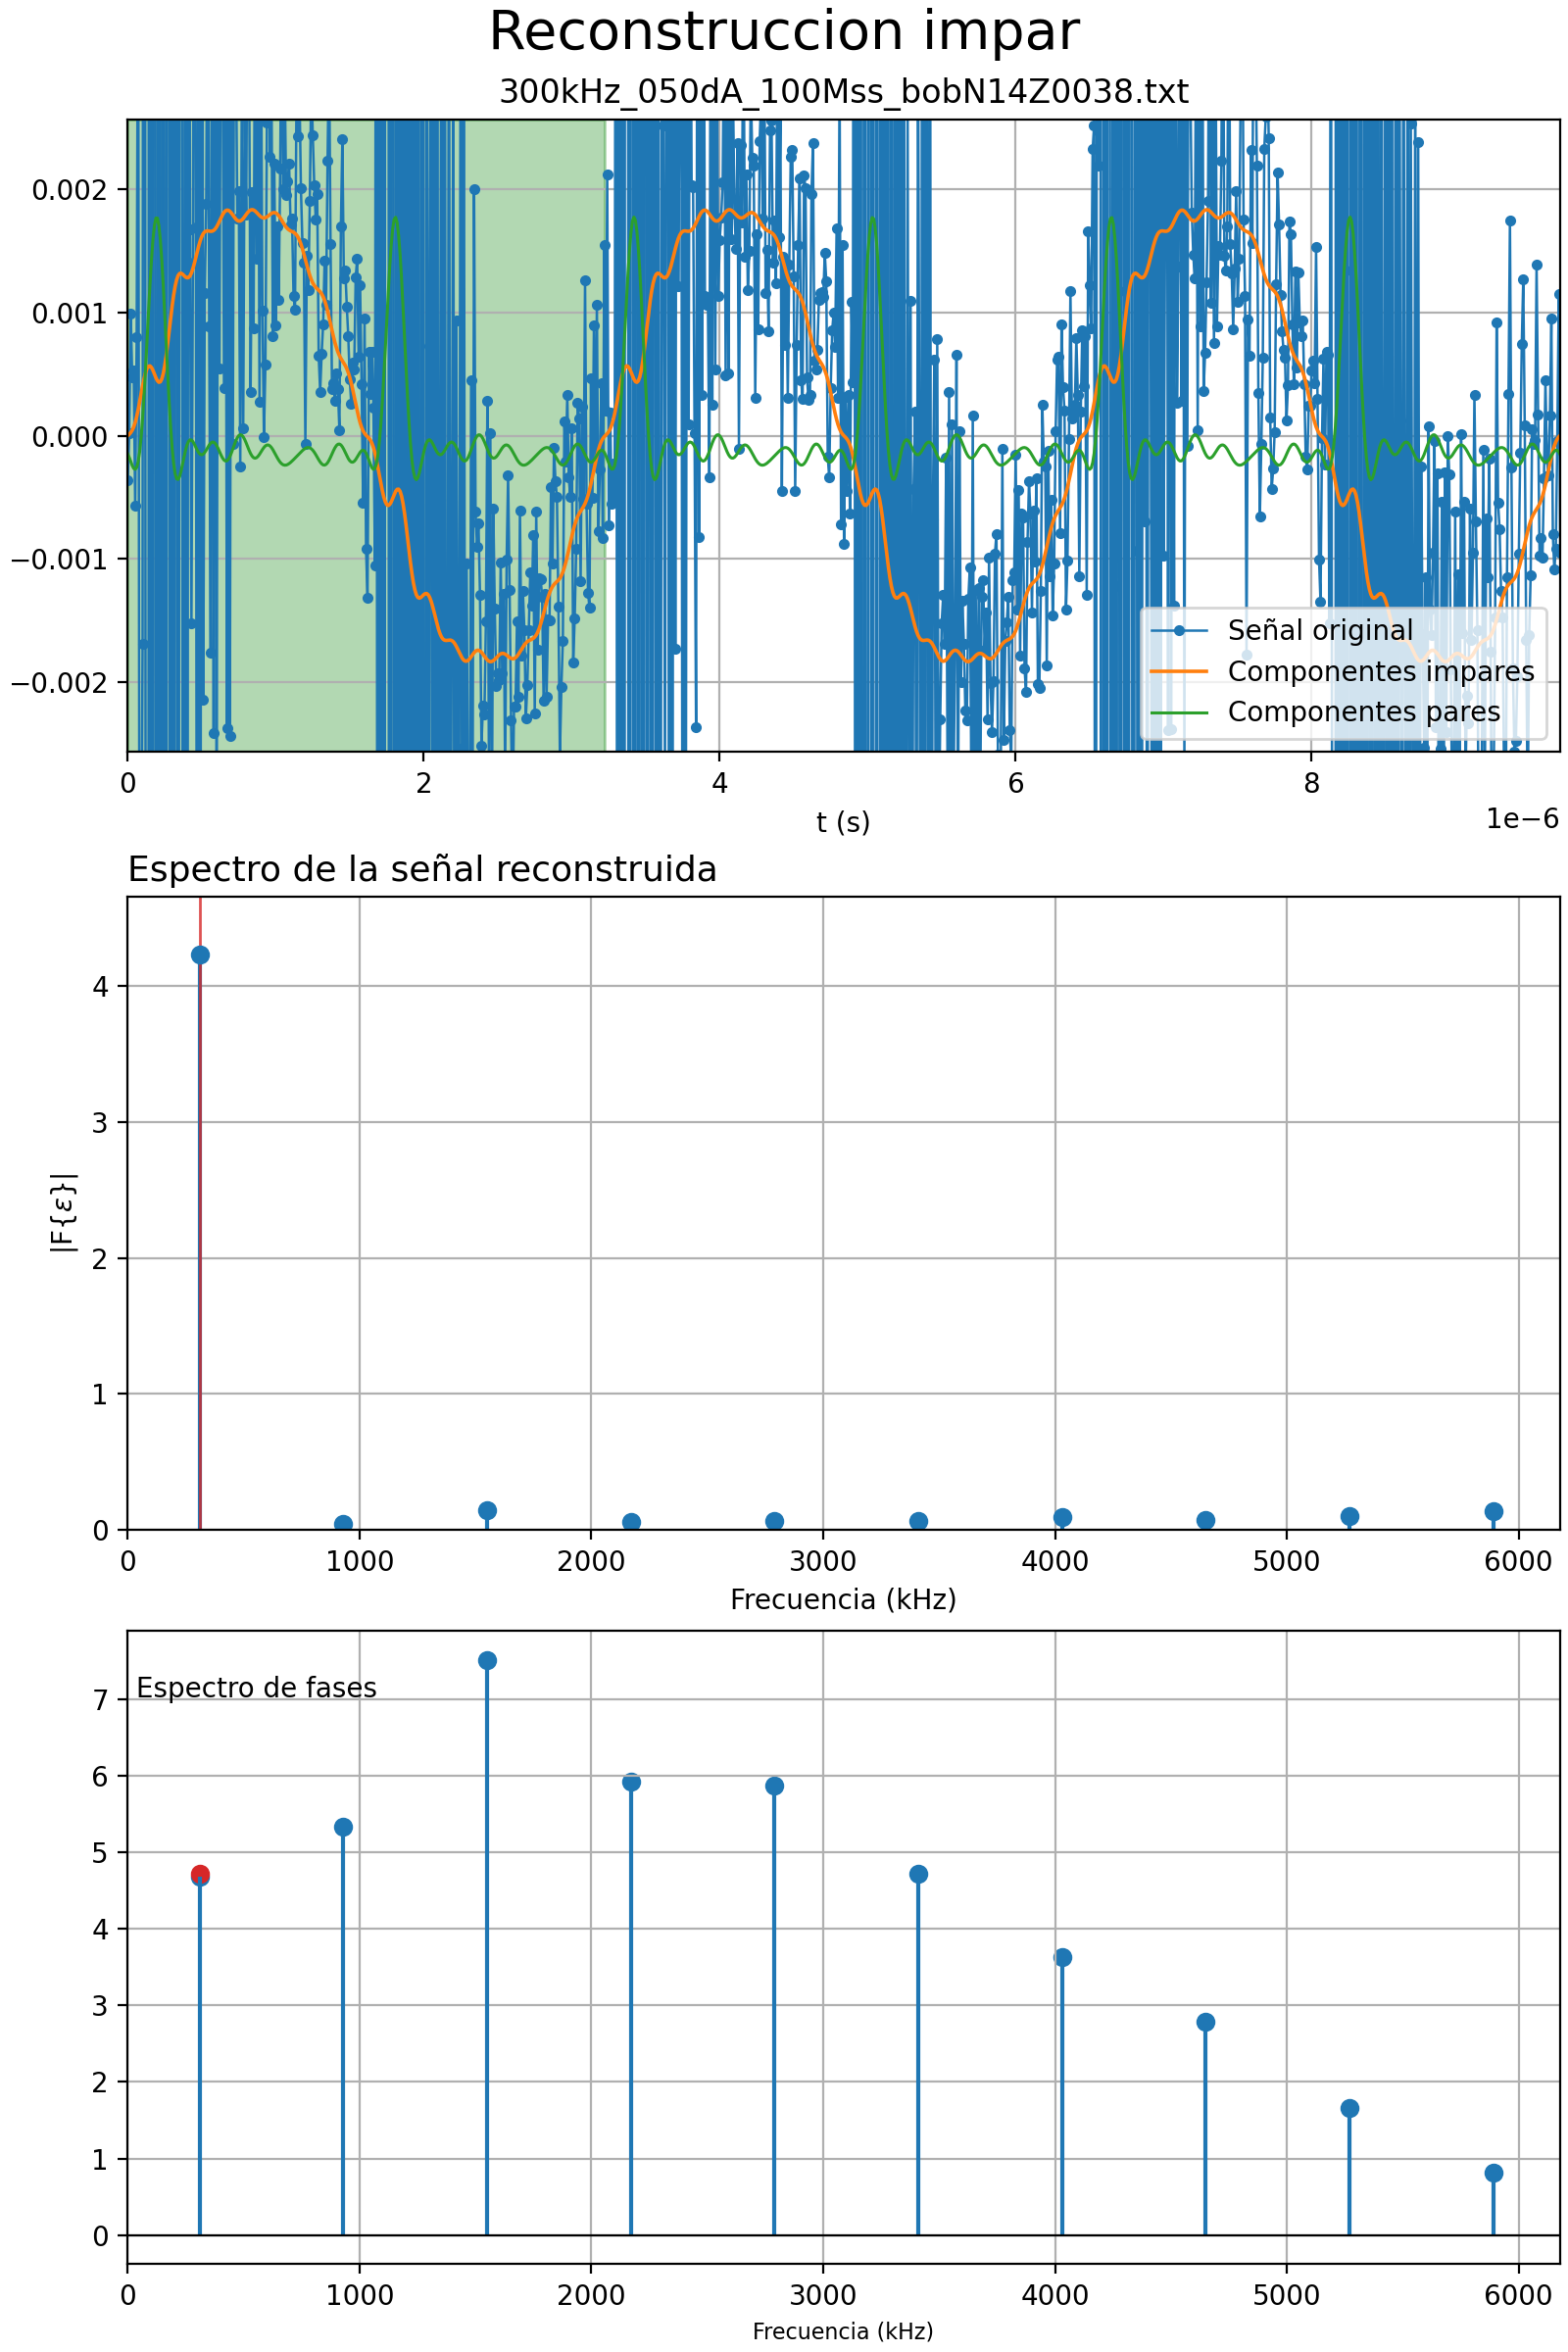 Reconstruccion impar
300kHz_050dA_100Mss_bobN14Z0038.txt
0.002
0.001
0.000
−0.001
−0.002
Señal original
Componentes impares
Componentes pares
0 2 4 6 8
1e−6
t (s)
Espectro de la señal reconstruida
4
3
2
1
0
|F{ε}|
0 1000 2000 3000 4000 5000 6000
Frecuencia (kHz)
Espectro de fases
7
6
5
4
3
2
1
0
0 1000 2000 3000 4000 5000 6000
Frecuencia (kHz)